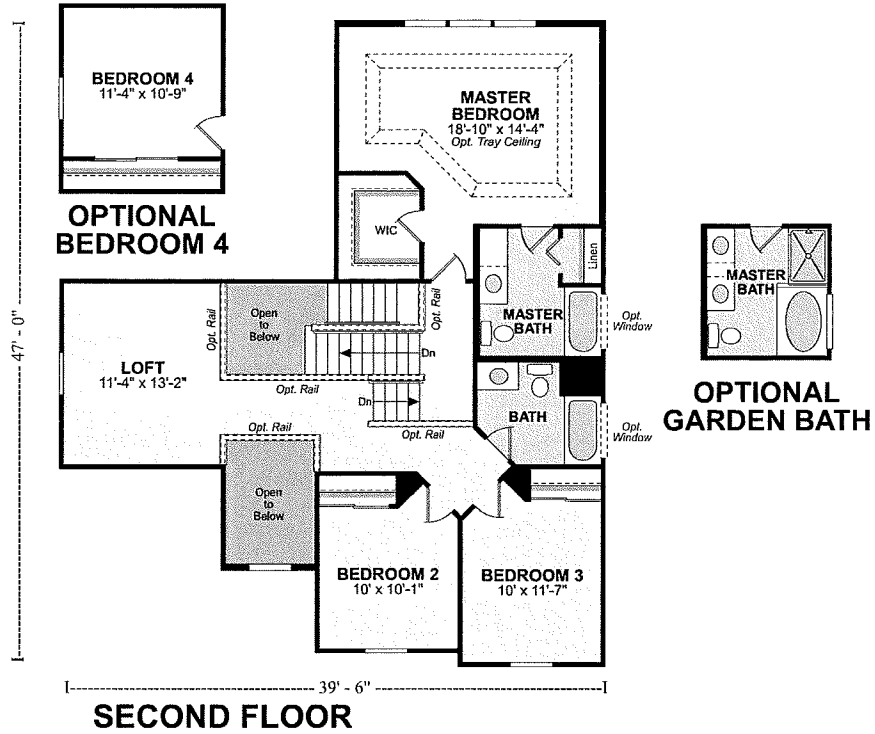 BEDROOM 4
11'-4" x 10'-9"
OPTIONAL
BEDROOM 4
MASTER
BEDROOM
18'-10" x 14'-4"
Opt. Tray Ceiling
WIC
Linen
MASTER
BATH
Opt.
Window
MASTER
BATH
OPTIONAL
GARDEN BATH
47' - 0"
LOFT
11'-4" x 13'-2"
Opt. Rail
Open
to
Below
Opt. Rail
Dn
Opt. Rail
Dn
Opt. Rail
Opt. Rail
BATH
Opt.
Window
Open
to
Below
BEDROOM 2
10' x 10'-1"
BEDROOM 3
10' x 11'-7"
39' - 6"
SECOND FLOOR